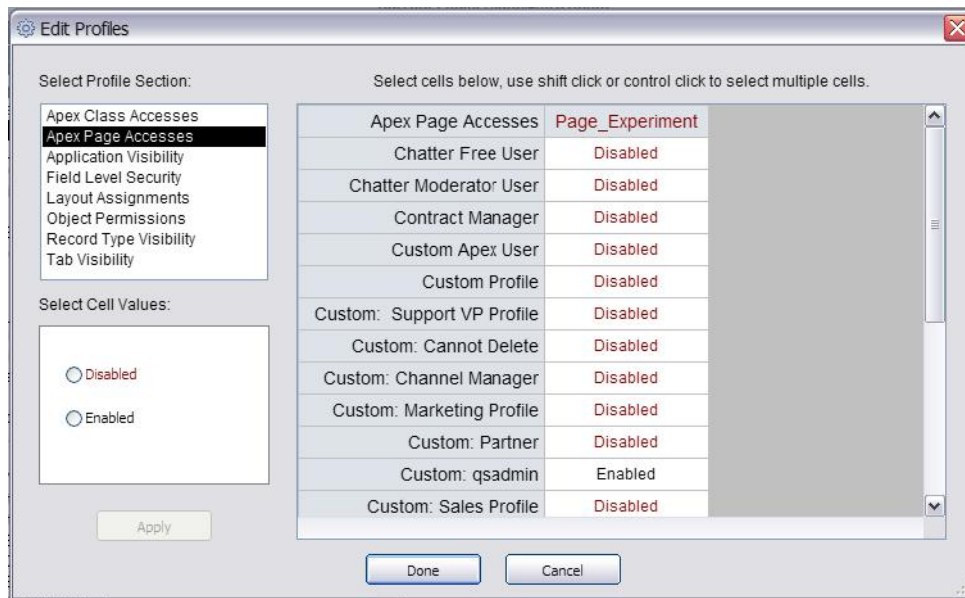 Edit Profiles
Select Profile Section:
Select cells below, use shift click or control click to select multiple cells.
Apex Class Accesses
Apex Page Accesses
Application Visibility
Field Level Security
Layout Assignments
Object Permissions
Record Type Visibility
Tab Visibility
Select Cell Values:
Disabled
Enabled
Apply
Apex Page Accesses Page_Experiment
Chatter Free User Disabled
Chatter Moderator User Disabled
Contract Manager Disabled
Custom Apex User Disabled
Custom Profile Disabled
Custom:  Support VP Profile Disabled
Custom: Cannot Delete Disabled
Custom: Channel Manager Disabled
Custom: Marketing Profile Disabled
Custom: Partner Disabled
Custom: qsadmin Enabled
Custom: Sales Profile Disabled
Done Cancel